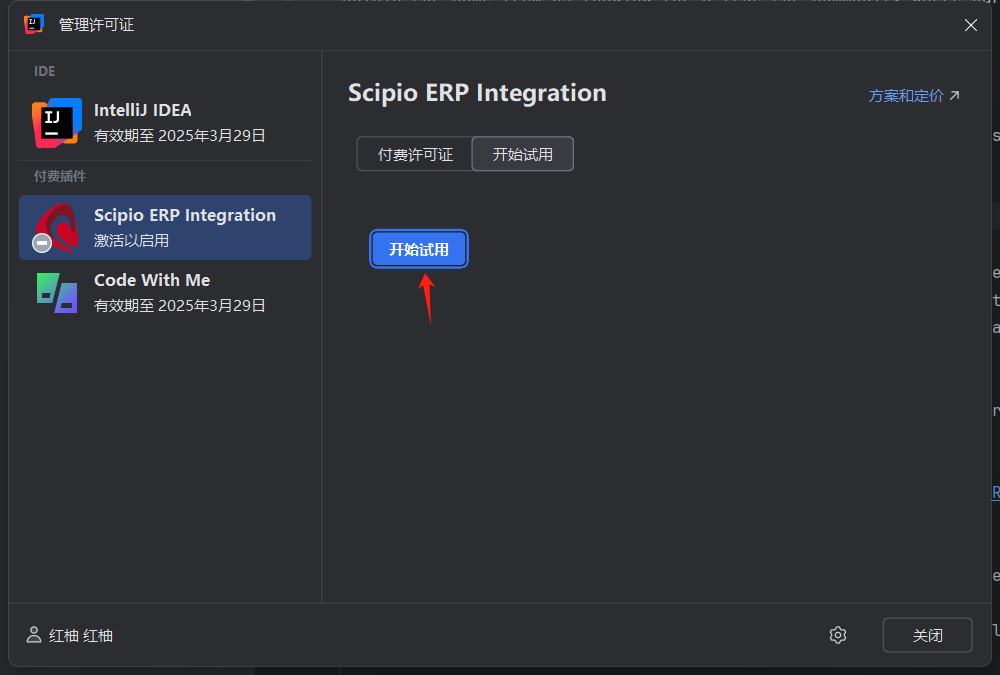 管理许可证
IDE
IntelliJ IDEA
有效期至 2025年3月29日
付费插件
Scipio ERP Integration
激活以启用
Code With Me
有效期至 2025年3月29日
Scipio ERP Integration
方案和定价
付费许可证
开始试用
开始试用
红柚 红柚
关闭